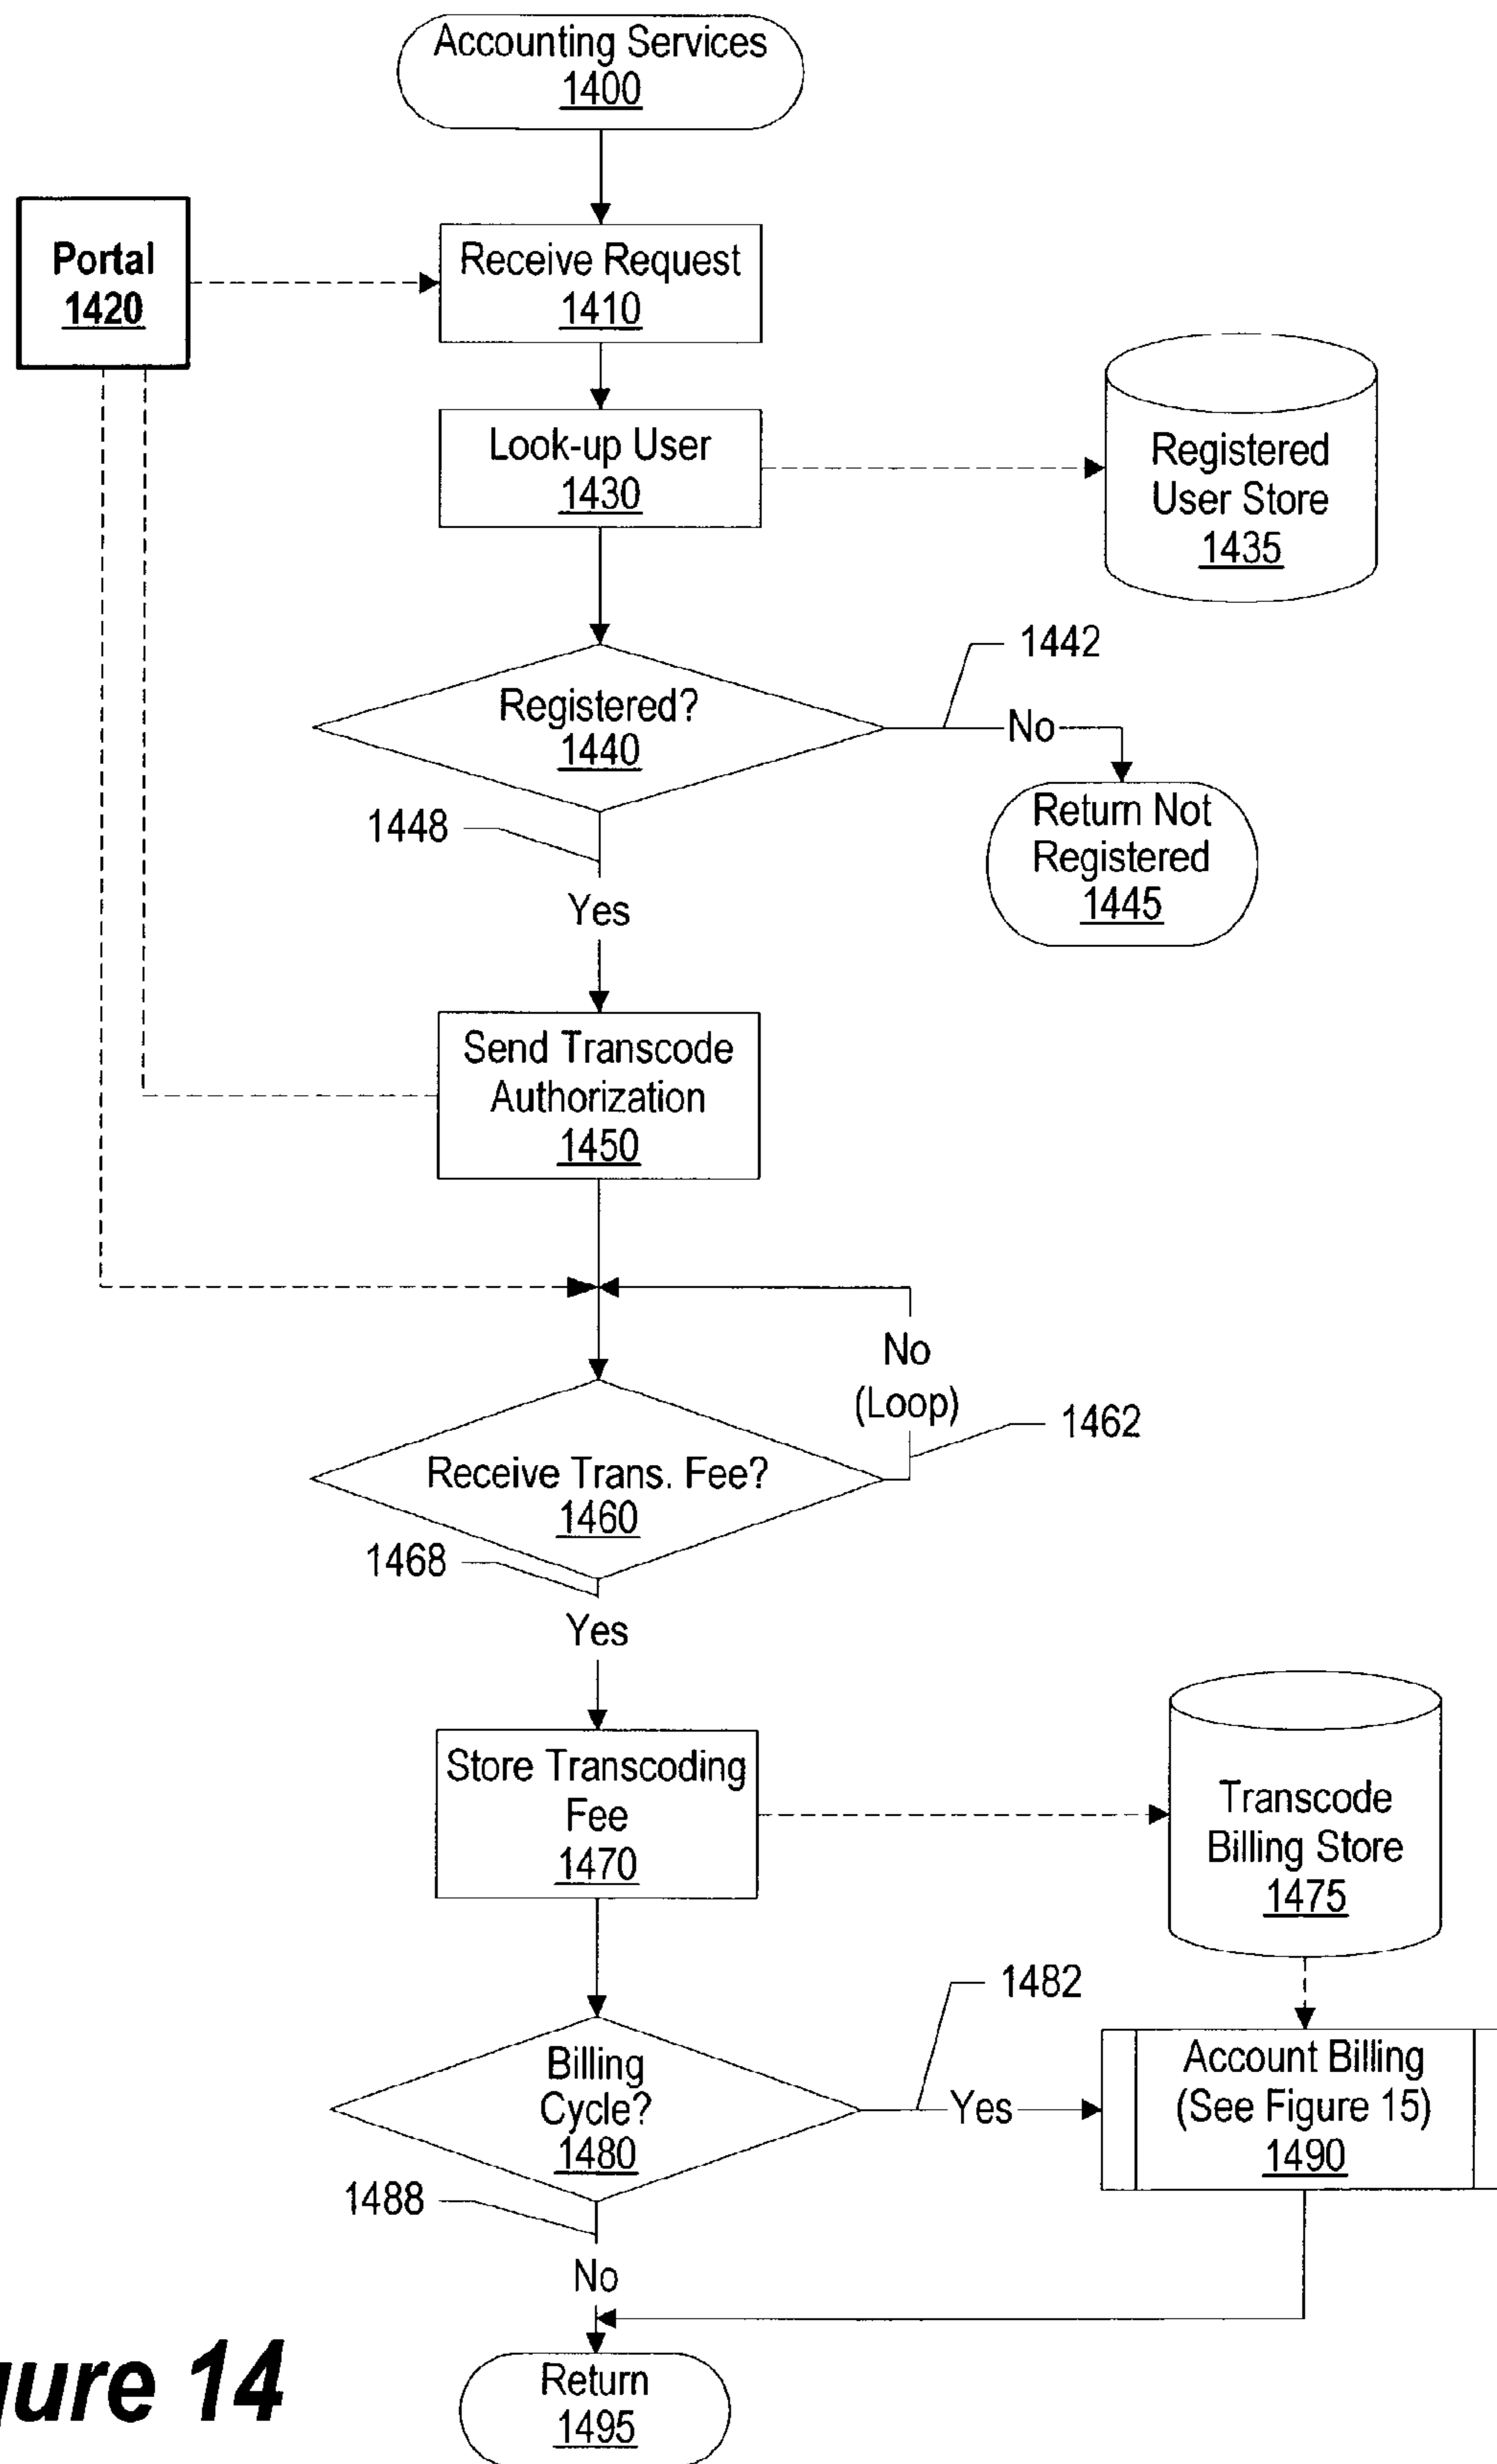 Accounting Services
1400
Portal
1420
Receive Request
1410
Look-up User
1430
Registered
User Store
1435
1442
Registered?
1440
No
1448
Return Not
Registered
1445
Yes
Send Transcode
Authorization
1450
No
(Loop)
1462
Receive Trans. Fee?
1460
1468
Yes
Store Transcoding
Fee
1470
Transcode
Billing Store
1475
1482
Billing
Cycle?
1480
Yes
Account Billing
(See Figure 15)
1490
1488
No
Return
1495
gure 14